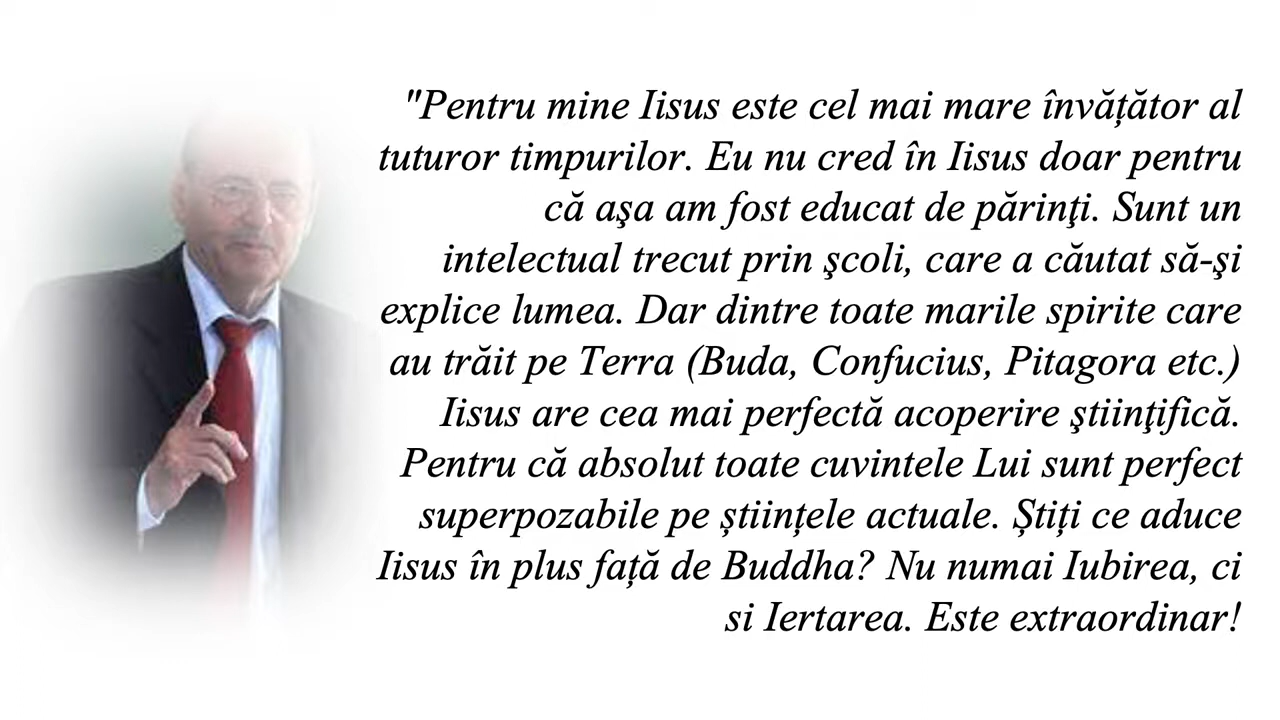 "Pentru mine Iisus este cel mai mare învățător al
tuturor timpurilor. Eu nu cred în Iisus doar pentru
că aşa am fost educat de părinţi. Sunt un
intelectual trecut prin şcoli, care a căutat să-şi
explice lumea. Dar dintre toate marile spirite care
au trăit pe Terra (Buda, Confucius, Pitagora etc.)
Iisus are cea mai perfectă acoperire ştiinţifică.
Pentru că absolut toate cuvintele Lui sunt perfect
superpozabile pe științele actuale. Știți ce aduce
Iisus în plus față de Buddha? Nu numai Iubirea, ci
si Iertarea. Este extraordinar!